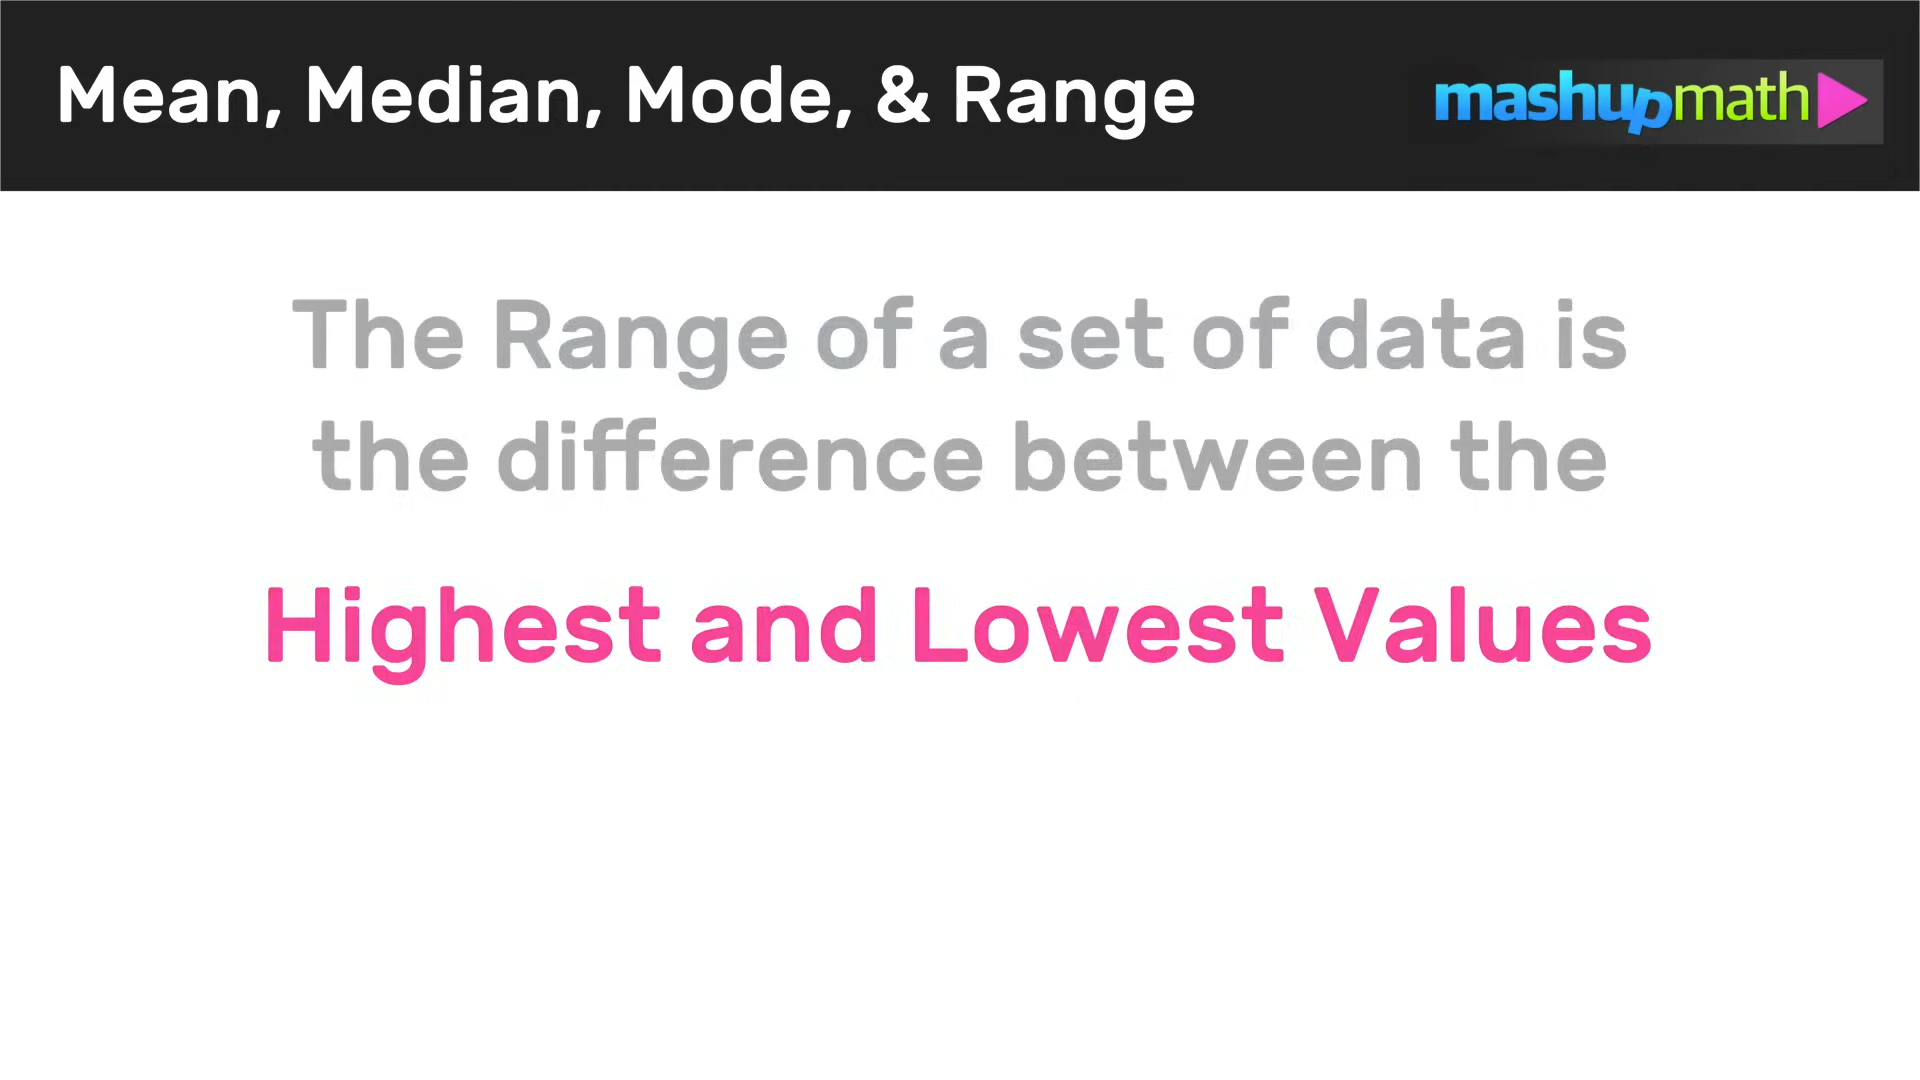 Mean, Median, Mode, & Range
mashupmath
The Range of a set of data is
the difference between the
Highest and Lowest Values